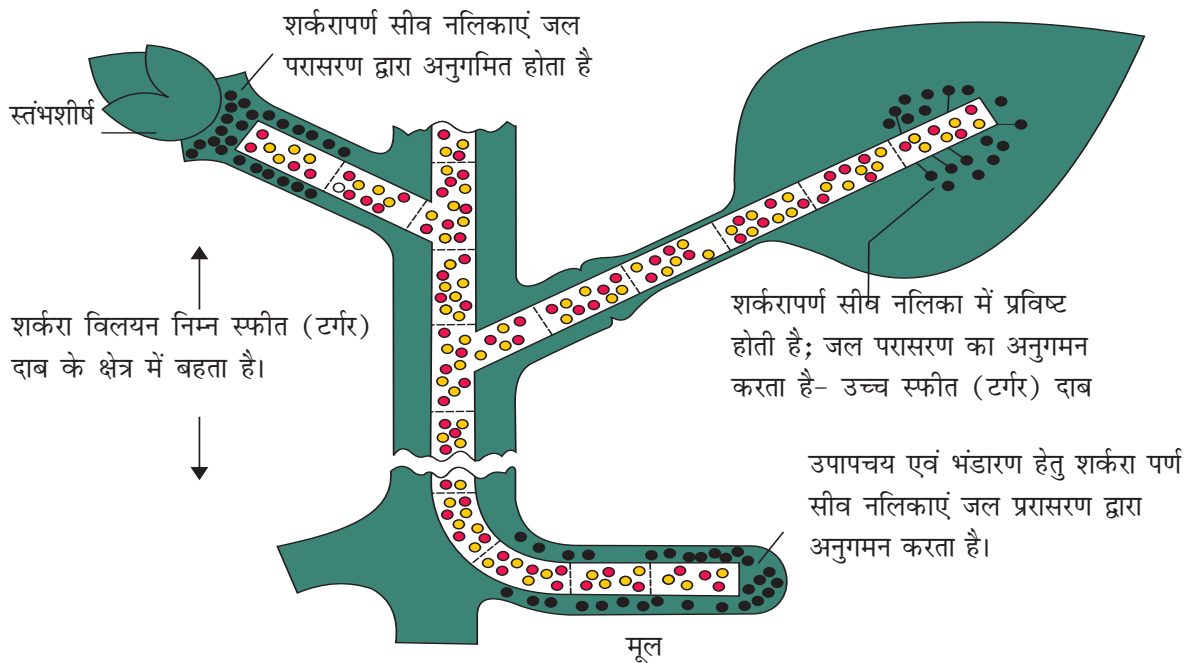 शर्करापर्ण सीव नलिकाएं जल
परासरण द्वारा अनुगमित होता है
स्तंभशीर्ष
शर्करा विलयन निम्न स्फीत (टर्गर)
दाब के क्षेत्र में बहता है।
शर्करापर्ण सीव नलिका में प्रविष्ट
होती है; जल परासरण का अनुगमन
करता है- उच्च स्फीत (टर्गर) दाब
उपापचय एवं भंडारण हेतु शर्करा पर्ण
सीव नलिकाएं जल प्ररासरण द्वारा
अनुगमन करता है।
मूल